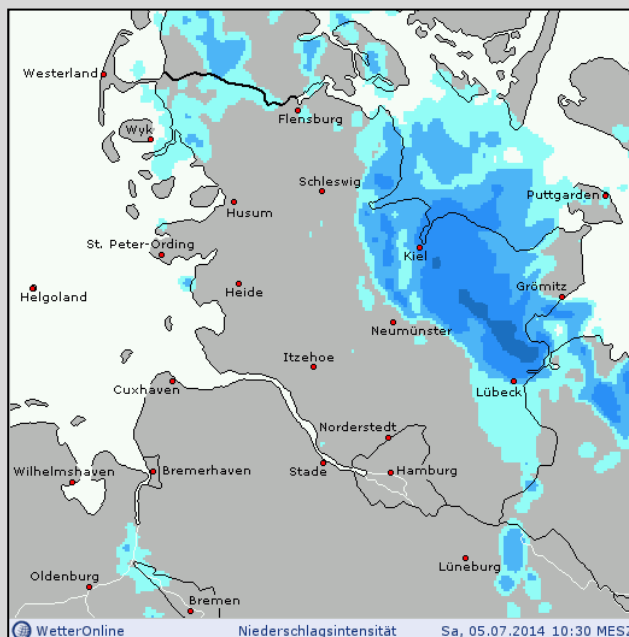 Westerland
Flensburg
Wyk
Schleswig
Puttgarden
Husum
St. Peter-Ording
Kiel
Helgoland
Heide
Grömitz
Neumünster
Itzehoe
Cuxhaven
Lübeck
Norderstedt
Wilhelmshaven
Bremerhaven
Stade
Hamburg
Lüneburg
Oldenburg
Bremen
WetterOnline Niederschlagsintensität Sa, 05.07.2014 10:30 MESZ